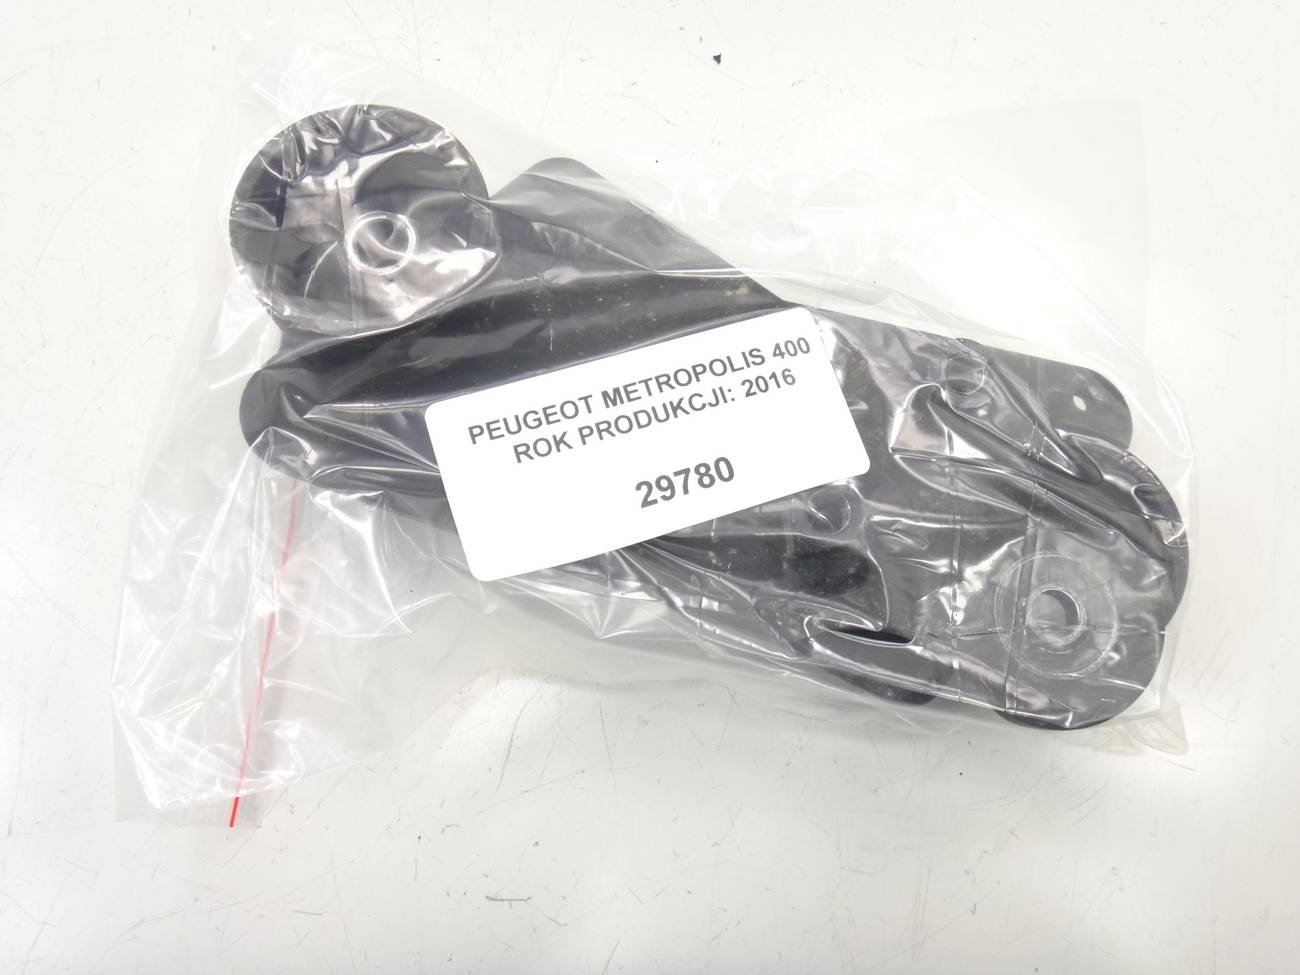 PEUGEOT METROPOLIS 400
ROK PRODUKCJI: 2016
29780